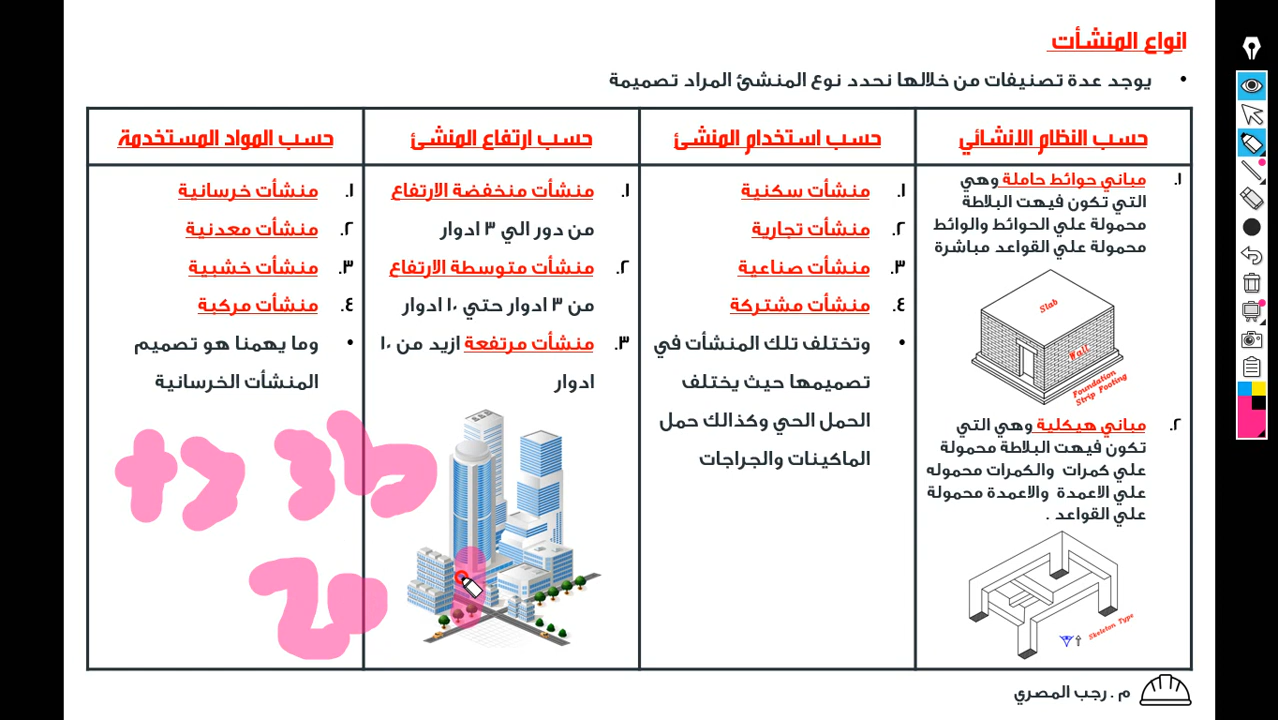 انواع المنشأت
• يوجد عدة تصنيفات من خلالها نحدد نوع المنشئ المراد تصميمة
حسب النظام الانشائي
١. مباني حوائط حاملة وهي
التي تكون فيهت البلاطة
محمولة علي الحوائط والوائط
محمولة علي القواعد مباشرة
Slab
Wall
Foundation
Strip Footing
٢. مباني هيكلية وهي التي
تكون فيهت البلاطة محمولة
علي كمرات والكمرات محموله
علي الاعمدة والاعمدة محمولة
علي القواعد .
Skeleton Type
حسب استخدام المنشئ
١. منشأت سكنية
٢. منشأت تجارية
٣. منشأت صناعية
٤. منشأت مشتركة
• وتختلف تلك المنشأت في
تصميمها حيث يختلف
الحمل الحي وكذالك حمل
الماكينات والجراجات
حسب ارتفاع المنشئ
١. منشأت منخفضة الارتفاع
من دور الي ٣ ادوار
٢. منشأت متوسطة الارتفاع
من ٣ ادوار حتي ١٠ ادوار
٣. منشأت مرتفعة ازيد من ١٠
ادوار
حسب المواد المستخدمة
١. منشأت خرسانية
٢. منشأت معدنية
٣. منشأت خشبية
٤. منشأت مركبة
• وما يهمنا هو تصميم
المنشأت الخرسانية
م . رجب المصري